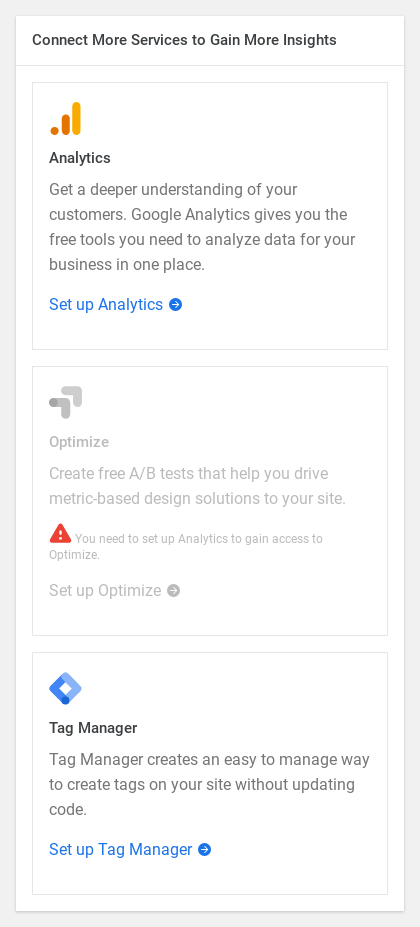 Connect More Services to Gain More Insights
Analytics
Get a deeper understanding of your
customers. Google Analytics gives you the
free tools you need to analyze data for your
business in one place.
Set up Analytics
Optimize
Create free A/B tests that help you drive
metric-based design solutions to your site.
You need to set up Analytics to gain access to
Optimize.
Set up Optimize
Tag Manager
Tag Manager creates an easy to manage way
to create tags on your site without updating
code.
Set up Tag Manager